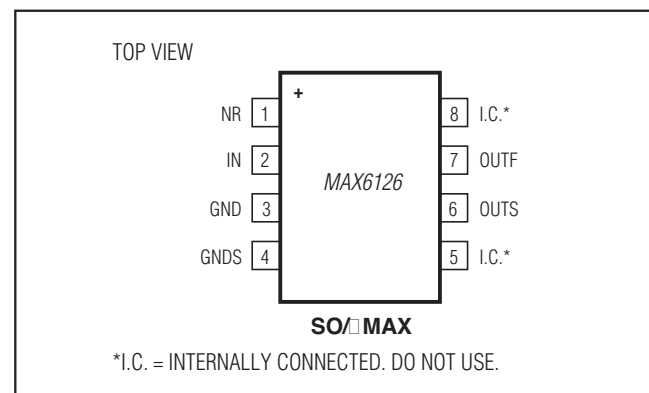 TOP VIEW
+
NR 1
8 I.C.*
IN 2
7 OUTF
MAX6126
GND 3
6 OUTS
GNDS 4
5 I.C.*
SO/□MAX
*I.C. = INTERNALLY CONNECTED. DO NOT USE.